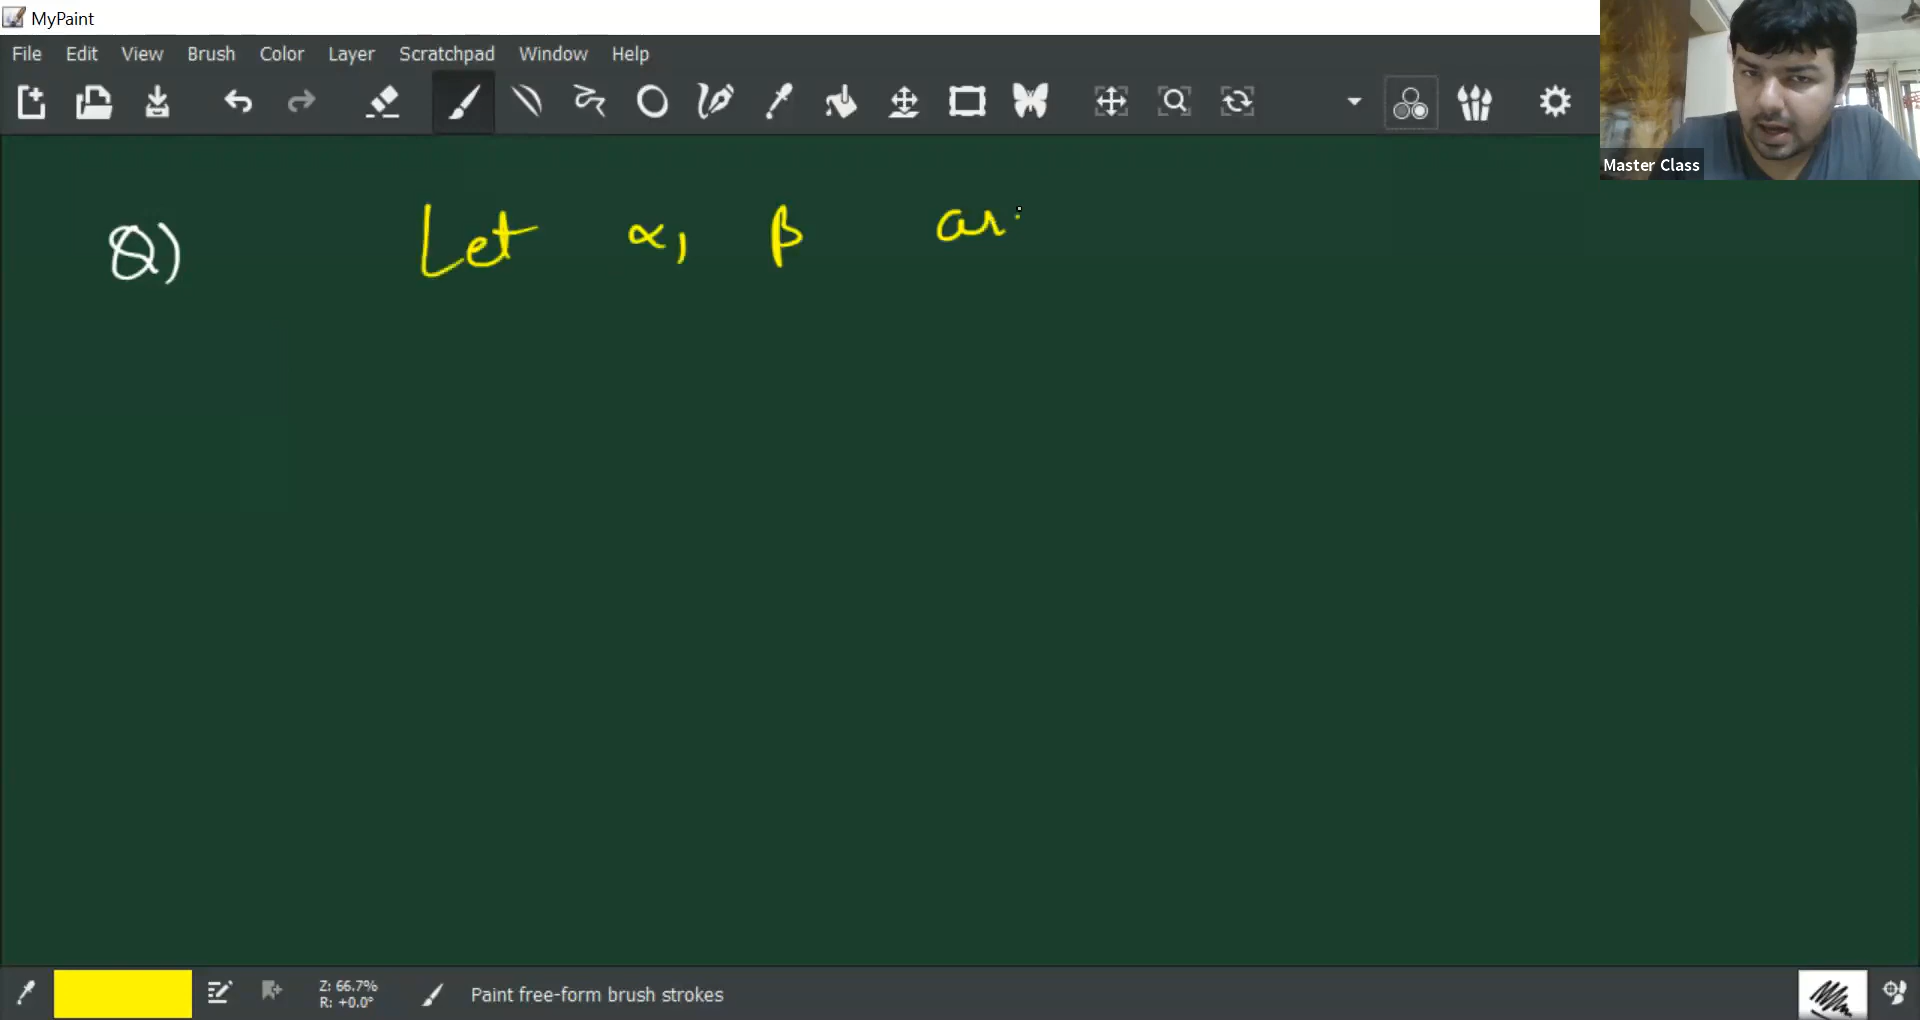 MyPaint
File Edit View Brush Color Layer Scratchpad Window Help
Master Class
Q) Let α, β ar
Z: 66.7%
R: +0.0°
Paint free-form brush strokes